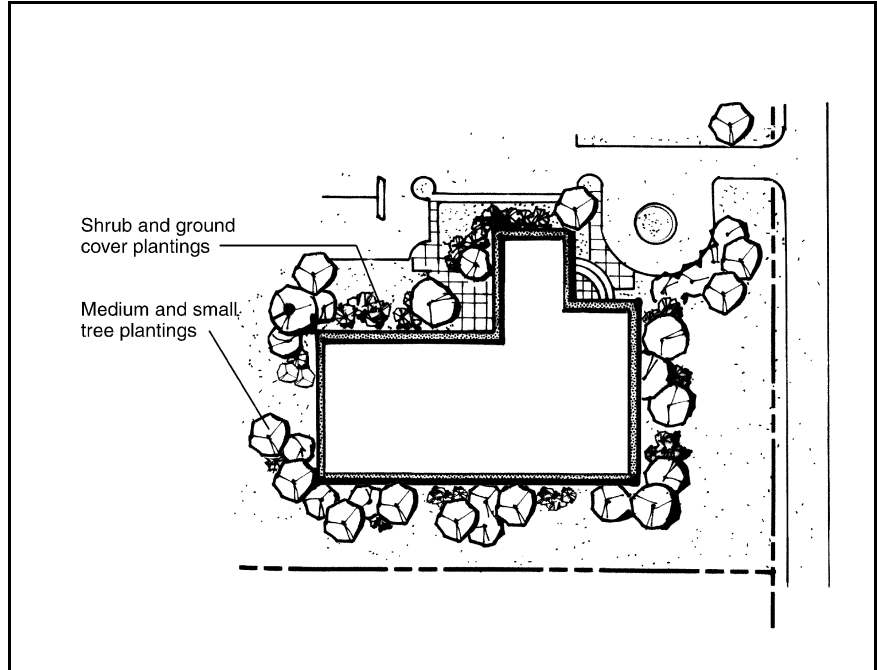 Shrub and ground
cover plantings
Medium and small
tree plantings